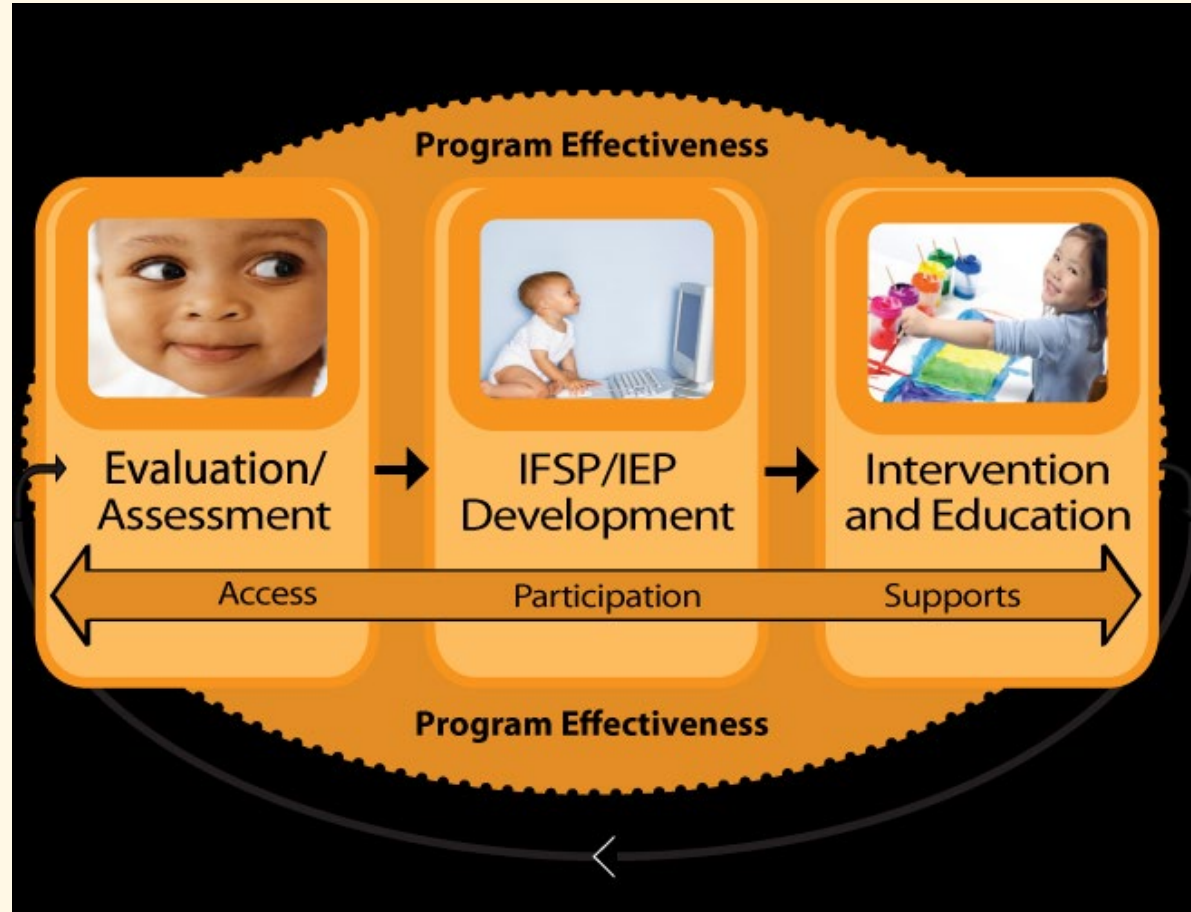 Program Effectiveness
Evaluation/
Assessment
IFSP/IEP
Development
Intervention
and Education
Access
Participation
Supports
Program Effectiveness